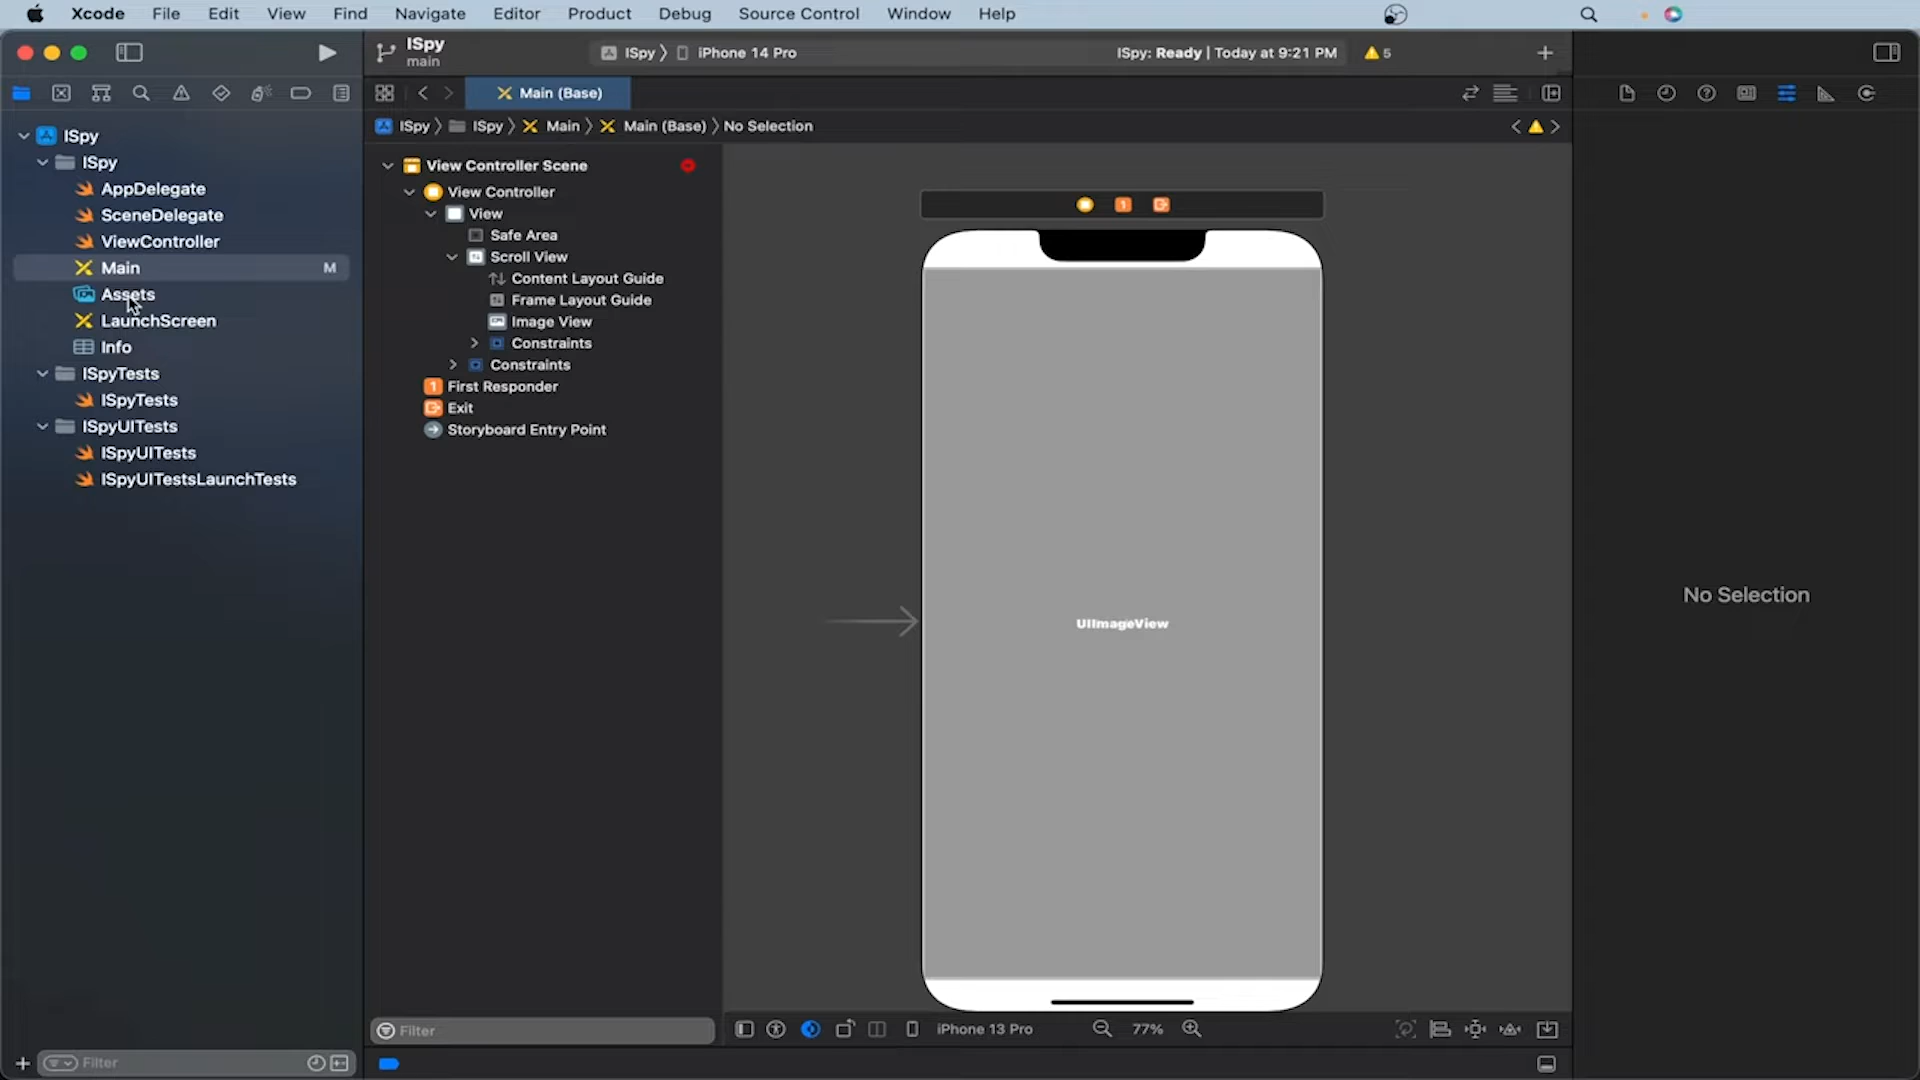 Xcode File Edit View Find Navigate Editor Product Debug Source Control Window Help
ISpy
main
ISpy iPhone 14 Pro
ISpy: Ready | Today at 9:21 PM
5
Main (Base)
ISpy ISpy Main Main (Base) No Selection
ISpy
ISpy
AppDelegate
SceneDelegate
ViewController
Main M
Assets
LaunchScreen
Info
ISpyTests
ISpyTests
ISpyUITests
ISpyUITests
ISpyUITestsLaunchTests
Filter
View Controller Scene
View Controller
View
Safe Area
Scroll View
Content Layout Guide
Frame Layout Guide
Image View
Constraints
Constraints
1 First Responder
Exit
Storyboard Entry Point
Filter
1
UIImageView
iPhone 13 Pro
77%
No Selection